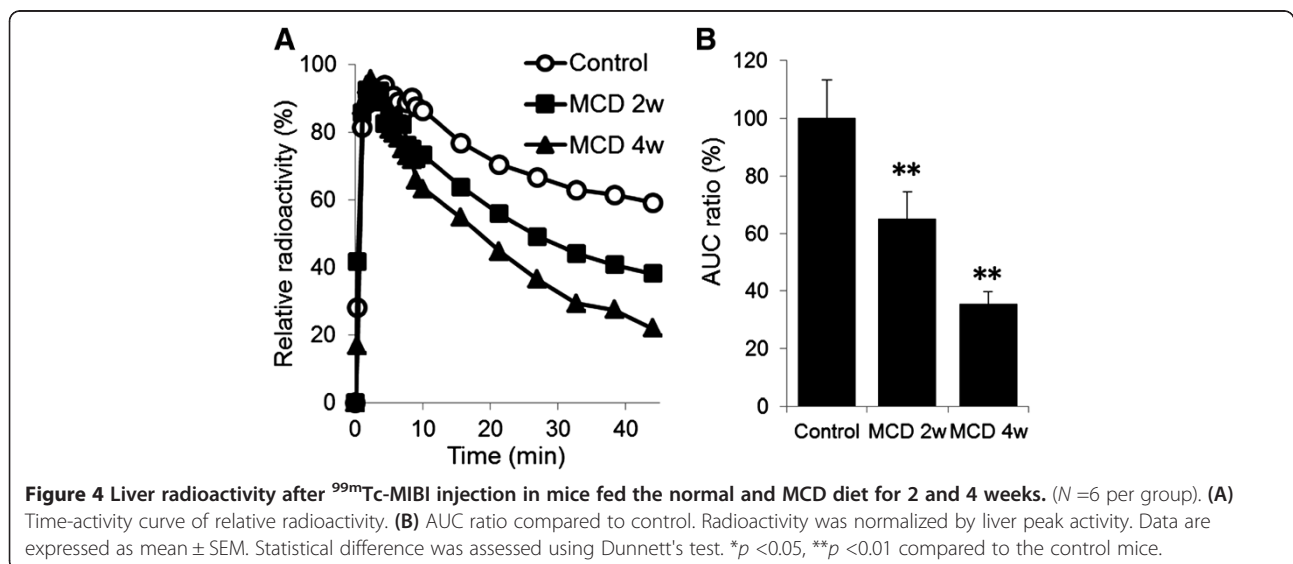 A
Relative radioactivity (%)
100
80
60
40
20
0
0 10 20 30 40
Time (min)
Control
MCD 2w
MCD 4w
B
AUC ratio (%)
120
100
80
60
40
20
0
**
**
Control MCD 2w MCD 4w
Figure 4 Liver radioactivity after 99mTc-MIBI injection in mice fed the normal and MCD diet for 2 and 4 weeks. (N =6 per group). (A)
Time-activity curve of relative radioactivity. (B) AUC ratio compared to control. Radioactivity was normalized by liver peak activity. Data are
expressed as mean ± SEM. Statistical difference was assessed using Dunnett's test. *p <0.05, **p <0.01 compared to the control mice.